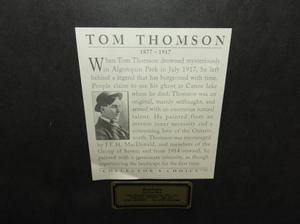 TOM THOMSON
1877 - 1917
When Tom Thomson drowned mysteriously
in Algonquin Park in July 1917, he left
behind a legend that has burgeoned with time.
People claim to see his ghost at Canoe lake
where he died. Thomson was an
original, mainly selftaught, and
armed with an enormous natural
talent. He painted from an
intense inner necessity and a
consuming love of the Ontario
north. Thomson was encouraged
by J.E.H. MacDonald, and members of the
Group of Seven, and from 1914 onward, he
painted with a passionate intensity, as though
experiencing the landscape for the first time.
COLLECTOR'S CHOICE